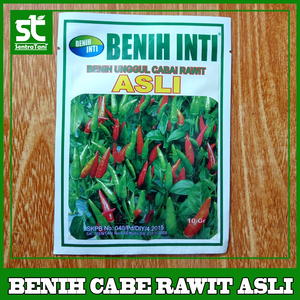 st
SentraTani
BENIH INTI
BENIH INTI
BENIH UNGGUL CABAI RAWIT
ASLI
10 Gr
BENIH CABE RAWIT ASLI